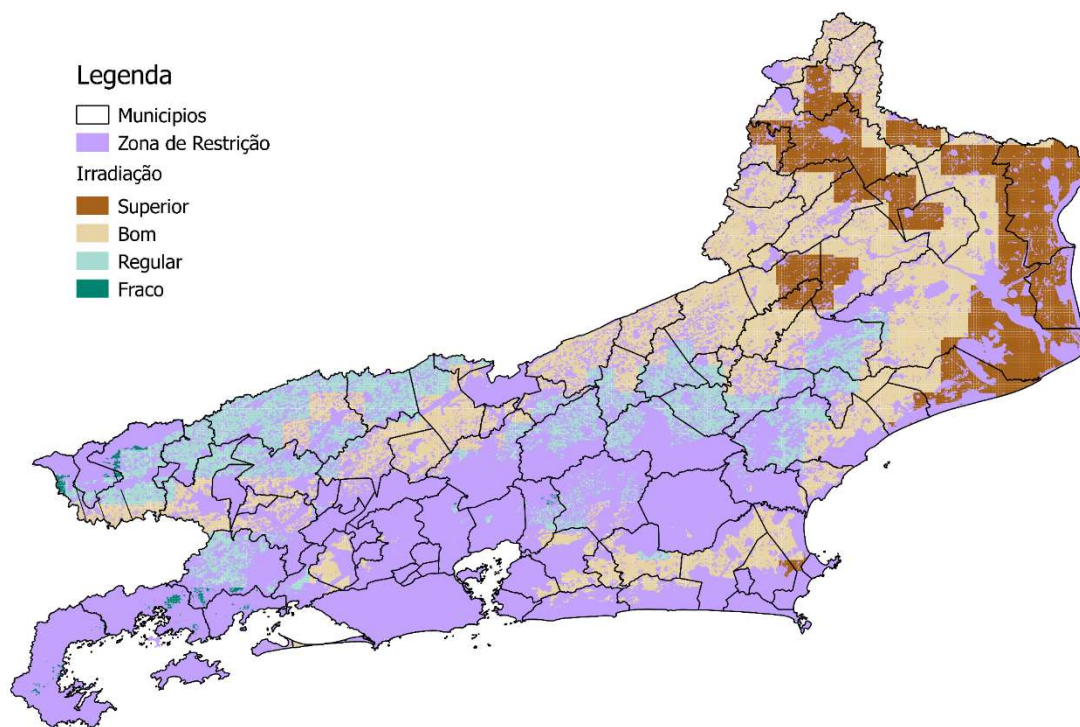 Legenda
Municipios
Zona de Restrição
Irradiação
Superior
Bom
Regular
Fraco